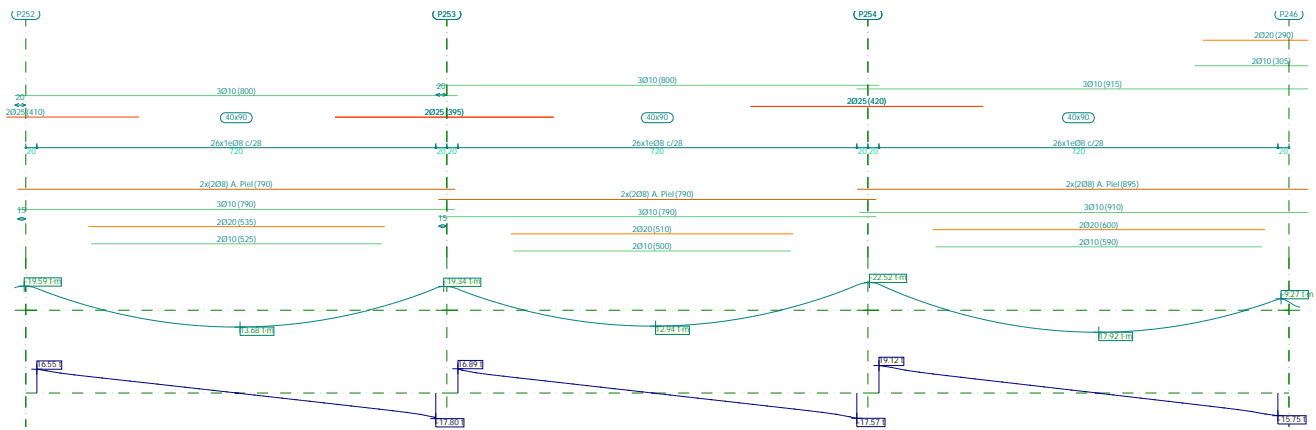 P252 P253 P254 P246
2Ø20(290)
2Ø10(305)
3Ø10(800)
3Ø10(915)
20
3Ø10(800)
20
2Ø25(420)
2Ø25(410) 40x90 2Ø25(395) 40x90 40x90
26x1eØ8 c/28 26x1eØ8 c/28 26x1eØ8 c/28
20 720 20 20 720 20 20 720 20
2x(2Ø8) A. Piel(790) 2x(2Ø8) A. Piel(895)
2x(2Ø8) A. Piel(790)
3Ø10(790) 3Ø10(910)
15 3Ø10(790) 15
2Ø20(535) 2Ø20(600)
2Ø20(510)
2Ø10(525) 2Ø10(590)
2Ø10(500)
-19.59 t·m -19.34 t·m -22.52 t·m
-9.27 t·m
13.68 t·m 12.94 t·m 17.92 t·m
16.55 t 16.89 t 19.12 t
-17.80 t -17.57 t -15.75 t